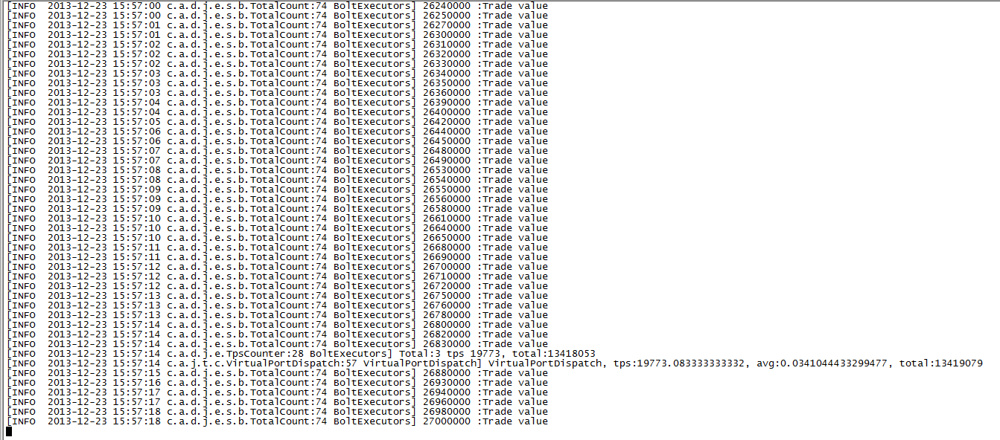 [INFO  2013-12-23 15:57:00 c.a.d.j.e.s.b.TotalCount:74 BoltExecutors] 26240000 :Trade value
[INFO  2013-12-23 15:57:00 c.a.d.j.e.s.b.TotalCount:74 BoltExecutors] 26250000 :Trade value
[INFO  2013-12-23 15:57:01 c.a.d.j.e.s.b.TotalCount:74 BoltExecutors] 26270000 :Trade value
[INFO  2013-12-23 15:57:01 c.a.d.j.e.s.b.TotalCount:74 BoltExecutors] 26300000 :Trade value
[INFO  2013-12-23 15:57:02 c.a.d.j.e.s.b.TotalCount:74 BoltExecutors] 26310000 :Trade value
[INFO  2013-12-23 15:57:02 c.a.d.j.e.s.b.TotalCount:74 BoltExecutors] 26320000 :Trade value
[INFO  2013-12-23 15:57:02 c.a.d.j.e.s.b.TotalCount:74 BoltExecutors] 26330000 :Trade value
[INFO  2013-12-23 15:57:03 c.a.d.j.e.s.b.TotalCount:74 BoltExecutors] 26340000 :Trade value
[INFO  2013-12-23 15:57:03 c.a.d.j.e.s.b.TotalCount:74 BoltExecutors] 26350000 :Trade value
[INFO  2013-12-23 15:57:03 c.a.d.j.e.s.b.TotalCount:74 BoltExecutors] 26360000 :Trade value
[INFO  2013-12-23 15:57:04 c.a.d.j.e.s.b.TotalCount:74 BoltExecutors] 26390000 :Trade value
[INFO  2013-12-23 15:57:04 c.a.d.j.e.s.b.TotalCount:74 BoltExecutors] 26400000 :Trade value
[INFO  2013-12-23 15:57:05 c.a.d.j.e.s.b.TotalCount:74 BoltExecutors] 26420000 :Trade value
[INFO  2013-12-23 15:57:06 c.a.d.j.e.s.b.TotalCount:74 BoltExecutors] 26440000 :Trade value
[INFO  2013-12-23 15:57:06 c.a.d.j.e.s.b.TotalCount:74 BoltExecutors] 26450000 :Trade value
[INFO  2013-12-23 15:57:07 c.a.d.j.e.s.b.TotalCount:74 BoltExecutors] 26480000 :Trade value
[INFO  2013-12-23 15:57:07 c.a.d.j.e.s.b.TotalCount:74 BoltExecutors] 26490000 :Trade value
[INFO  2013-12-23 15:57:08 c.a.d.j.e.s.b.TotalCount:74 BoltExecutors] 26530000 :Trade value
[INFO  2013-12-23 15:57:08 c.a.d.j.e.s.b.TotalCount:74 BoltExecutors] 26540000 :Trade value
[INFO  2013-12-23 15:57:09 c.a.d.j.e.s.b.TotalCount:74 BoltExecutors] 26550000 :Trade value
[INFO  2013-12-23 15:57:09 c.a.d.j.e.s.b.TotalCount:74 BoltExecutors] 26560000 :Trade value
[INFO  2013-12-23 15:57:09 c.a.d.j.e.s.b.TotalCount:74 BoltExecutors] 26580000 :Trade value
[INFO  2013-12-23 15:57:10 c.a.d.j.e.s.b.TotalCount:74 BoltExecutors] 26610000 :Trade value
[INFO  2013-12-23 15:57:10 c.a.d.j.e.s.b.TotalCount:74 BoltExecutors] 26640000 :Trade value
[INFO  2013-12-23 15:57:10 c.a.d.j.e.s.b.TotalCount:74 BoltExecutors] 26650000 :Trade value
[INFO  2013-12-23 15:57:11 c.a.d.j.e.s.b.TotalCount:74 BoltExecutors] 26680000 :Trade value
[INFO  2013-12-23 15:57:11 c.a.d.j.e.s.b.TotalCount:74 BoltExecutors] 26690000 :Trade value
[INFO  2013-12-23 15:57:12 c.a.d.j.e.s.b.TotalCount:74 BoltExecutors] 26700000 :Trade value
[INFO  2013-12-23 15:57:12 c.a.d.j.e.s.b.TotalCount:74 BoltExecutors] 26710000 :Trade value
[INFO  2013-12-23 15:57:12 c.a.d.j.e.s.b.TotalCount:74 BoltExecutors] 26720000 :Trade value
[INFO  2013-12-23 15:57:13 c.a.d.j.e.s.b.TotalCount:74 BoltExecutors] 26750000 :Trade value
[INFO  2013-12-23 15:57:13 c.a.d.j.e.s.b.TotalCount:74 BoltExecutors] 26760000 :Trade value
[INFO  2013-12-23 15:57:13 c.a.d.j.e.s.b.TotalCount:74 BoltExecutors] 26780000 :Trade value
[INFO  2013-12-23 15:57:14 c.a.d.j.e.s.b.TotalCount:74 BoltExecutors] 26800000 :Trade value
[INFO  2013-12-23 15:57:14 c.a.d.j.e.s.b.TotalCount:74 BoltExecutors] 26820000 :Trade value
[INFO  2013-12-23 15:57:14 c.a.d.j.e.s.b.TotalCount:74 BoltExecutors] 26830000 :Trade value
[INFO  2013-12-23 15:57:14 c.a.d.j.e.TpsCounter:28 BoltExecutors] Total:3 tps 19773, total:13418053
[INFO  2013-12-23 15:57:14 c.a.j.t.c.VirtualPortDispatch:57 VirtualPortDispatch] VirtualPortDispatch, tps:19773.083333333332, avg:0.0341044433299477, total:13419079
[INFO  2013-12-23 15:57:15 c.a.d.j.e.s.b.TotalCount:74 BoltExecutors] 26880000 :Trade value
[INFO  2013-12-23 15:57:16 c.a.d.j.e.s.b.TotalCount:74 BoltExecutors] 26930000 :Trade value
[INFO  2013-12-23 15:57:17 c.a.d.j.e.s.b.TotalCount:74 BoltExecutors] 26940000 :Trade value
[INFO  2013-12-23 15:57:17 c.a.d.j.e.s.b.TotalCount:74 BoltExecutors] 26960000 :Trade value
[INFO  2013-12-23 15:57:18 c.a.d.j.e.s.b.TotalCount:74 BoltExecutors] 26980000 :Trade value
[INFO  2013-12-23 15:57:18 c.a.d.j.e.s.b.TotalCount:74 BoltExecutors] 27000000 :Trade value